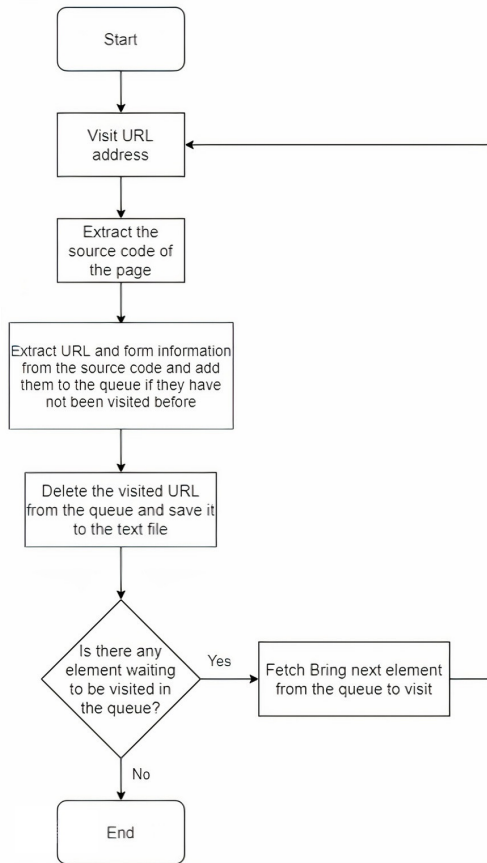 Start
Visit URL
address
Extract the
source code of
the page
Extract URL and form information
from the source code and add
them to the queue if they have
not been visited before
Delete the visited URL
from the queue and save it
to the text file
Is there any
element waiting
to be visited in
the queue?
Yes
Fetch Bring next element
from the queue to visit
No
End